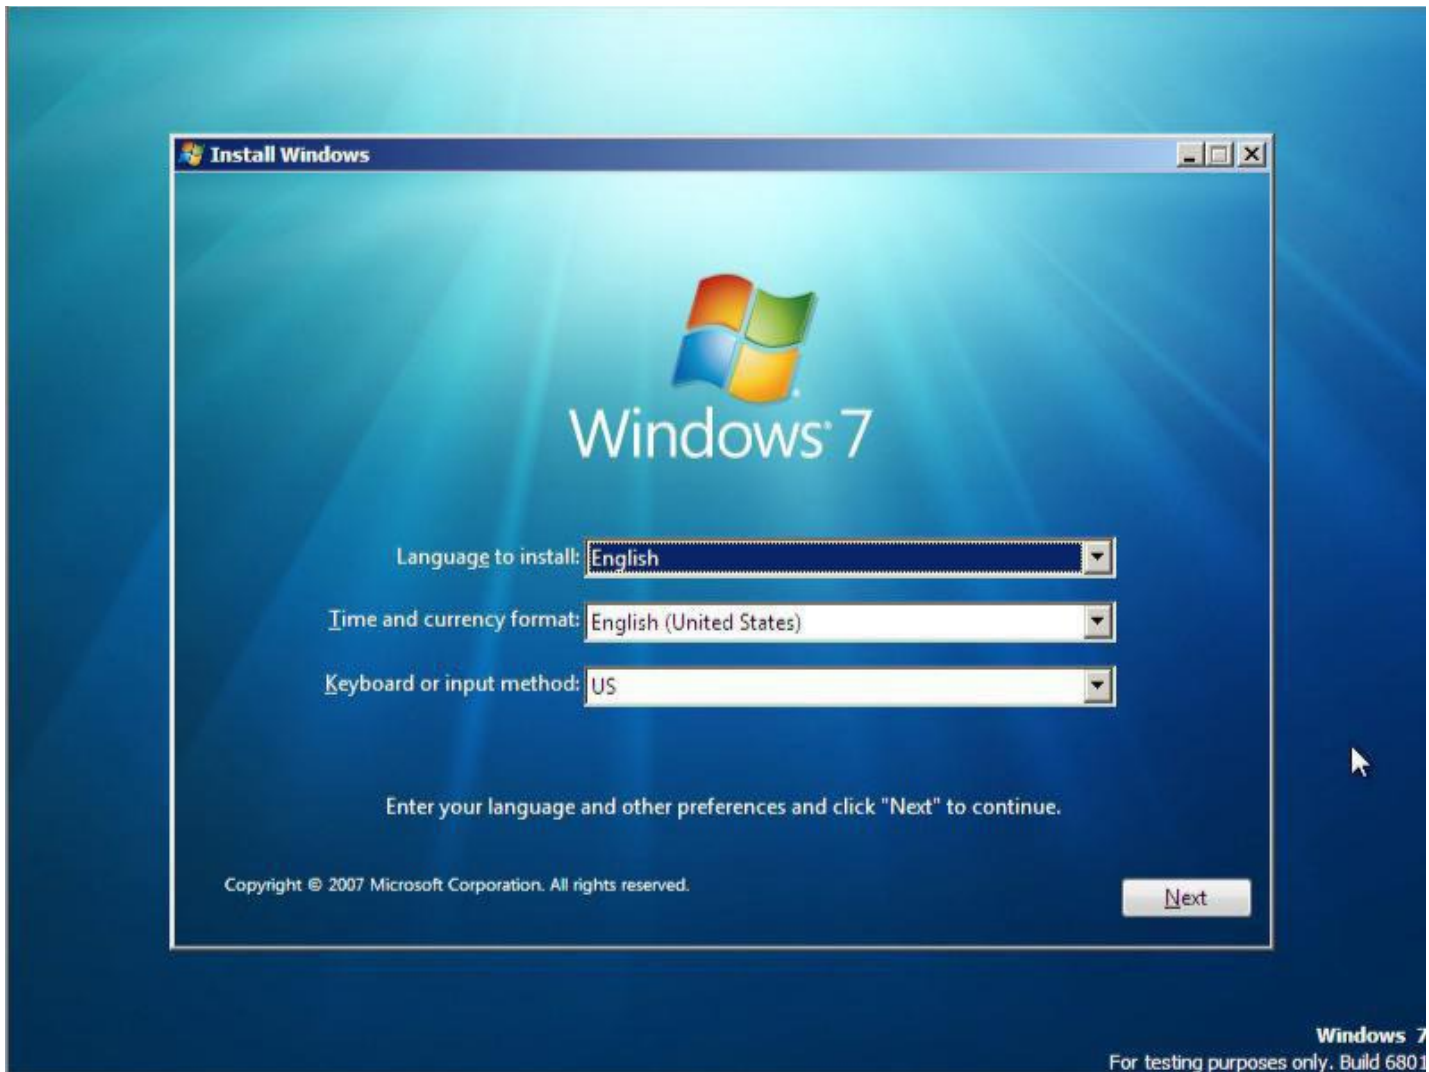 Install Windows
Windows® 7
Language to install: English
Time and currency format: English (United States)
Keyboard or input method: US
Enter your language and other preferences and click "Next" to continue.
Copyright © 2007 Microsoft Corporation. All rights reserved.
Next
Windows 7
For testing purposes only. Build 6801